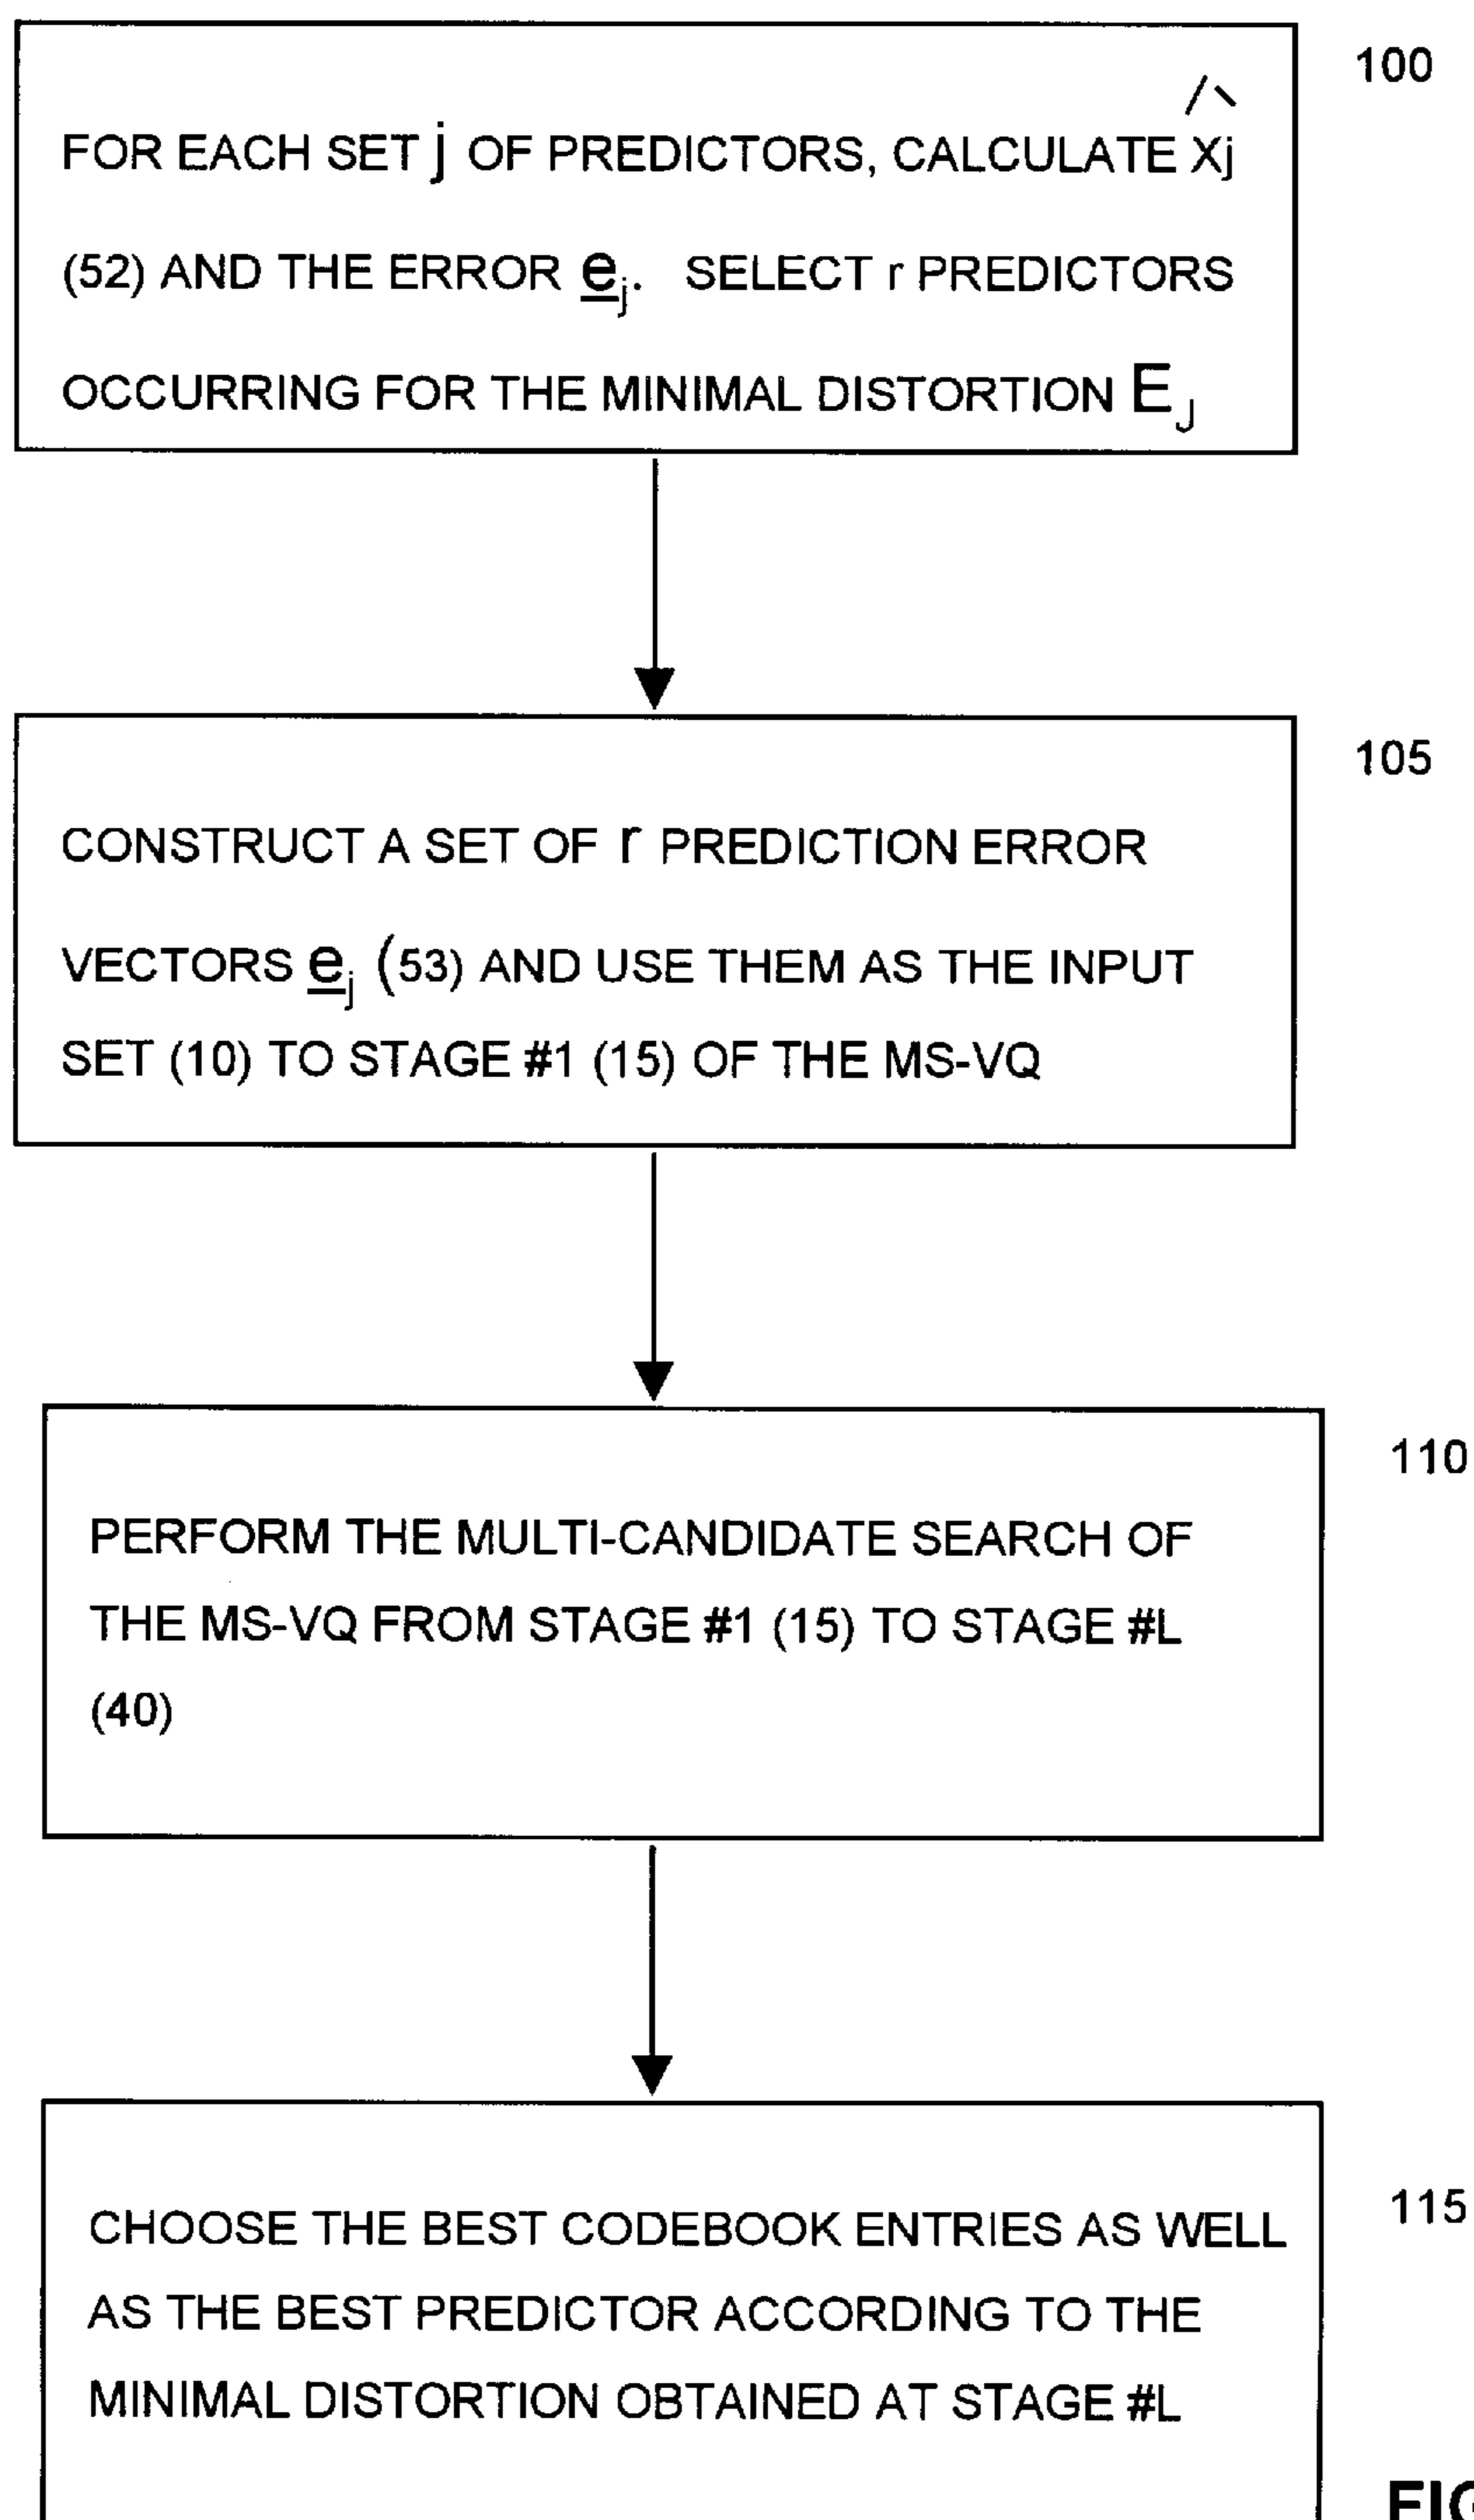 100
FOR EACH SET j OF PREDICTORS, CALCULATE x̂j
(52) AND THE ERROR e̲j. SELECT r PREDICTORS
OCCURRING FOR THE MINIMAL DISTORTION Ej
105
CONSTRUCT A SET OF r PREDICTION ERROR
VECTORS e̲j (53) AND USE THEM AS THE INPUT
SET (10) TO STAGE #1 (15) OF THE MS-VQ
110
PERFORM THE MULTI-CANDIDATE SEARCH OF
THE MS-VQ FROM STAGE #1 (15) TO STAGE #L
(40)
115
CHOOSE THE BEST CODEBOOK ENTRIES AS WELL
AS THE BEST PREDICTOR ACCORDING TO THE
MINIMAL DISTORTION OBTAINED AT STAGE #L